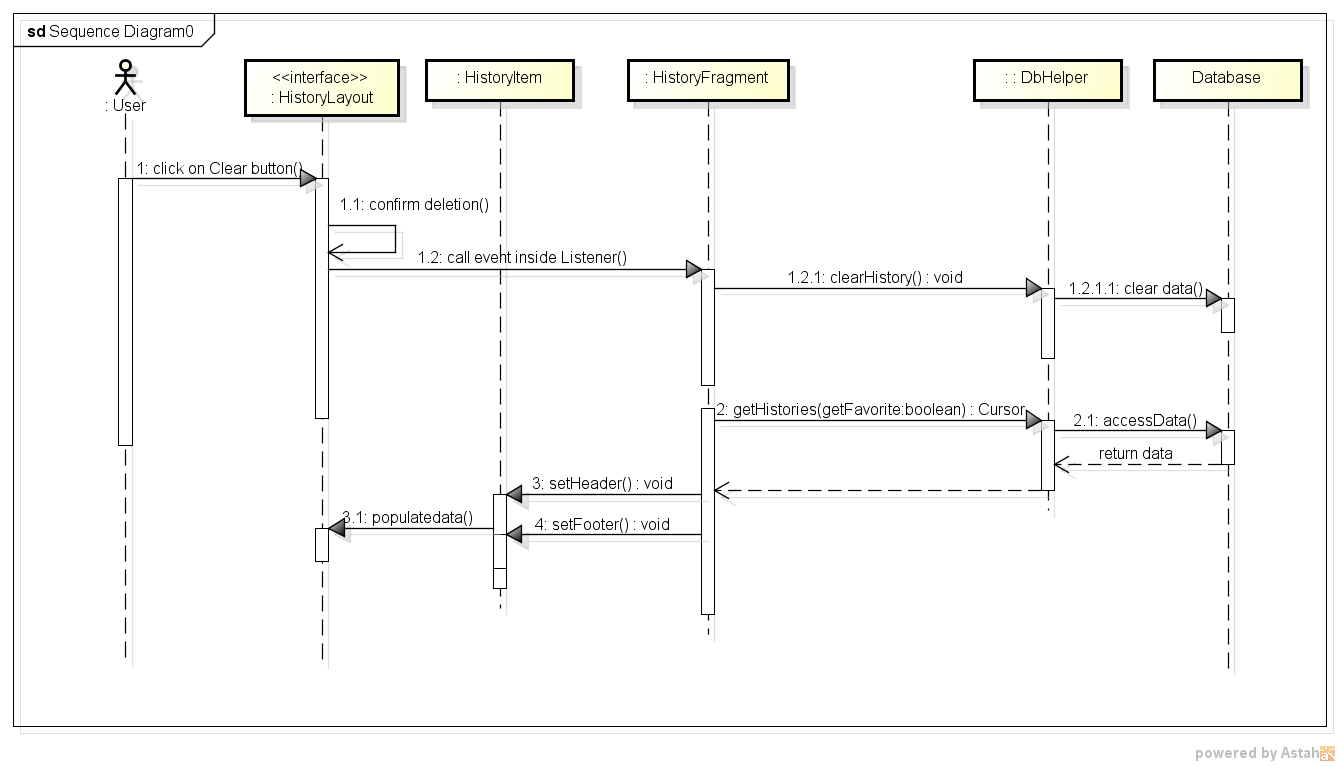 sd Sequence Diagram0
: User
<<interface>>
: HistoryLayout
: HistoryItem
: HistoryFragment
: : DbHelper
Database
1: click on Clear button()
1.1: confirm deletion()
1.2: call event inside Listener()
1.2.1: clearHistory() : void
1.2.1.1: clear data()
2: getHistories(getFavorite:boolean) : Cursor
2.1: accessData()
return data
3: setHeader() : void
3.1: populatedata()
4: setFooter() : void
powered by Astah